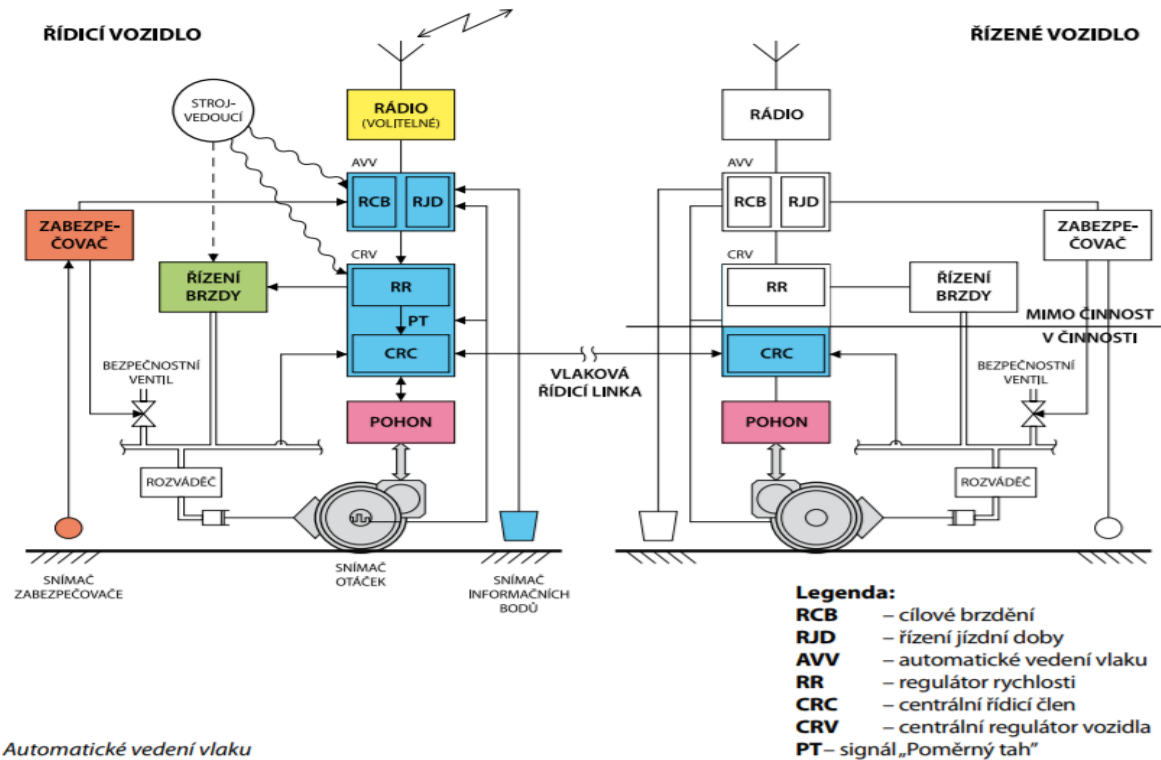 ŘÍDICÍ VOZIDLO
STROJ-
VEDOUCÍ
RÁDIO
(VOLITELNÉ)
AVV
RCB
RJD
ZABEZPE-
ČOVAČ
CRV
ŘÍZENÍ
BRZDY
RR
PT
CRC
BEZPEČNOSTNÍ
VENTIL
POHON
ROZVÁDĚČ
SNÍMAČ
ZABEZPEČOVAČE
SNÍMAČ
OTÁČEK
SNÍMAČ
INFORMAČNÍCH
BODŮ
VLAKOVÁ
ŘÍDICÍ LINKA
ŘÍZENÉ VOZIDLO
RÁDIO
AVV
RCB
RJD
ZABEZPE-
ČOVAČ
CRV
RR
ŘÍZENÍ
BRZDY
MIMO ČINNOST
V ČINNOSTI
CRC
BEZPEČNOSTNÍ
VENTIL
POHON
ROZVÁDĚČ
Legenda:
RCB – cílové brzdění
RJD – řízení jízdní doby
AVV – automatické vedení vlaku
RR – regulátor rychlosti
CRC – centrální řídicí člen
CRV – centrální regulátor vozidla
PT – signál „Poměrný tah"
Automatické vedení vlaku